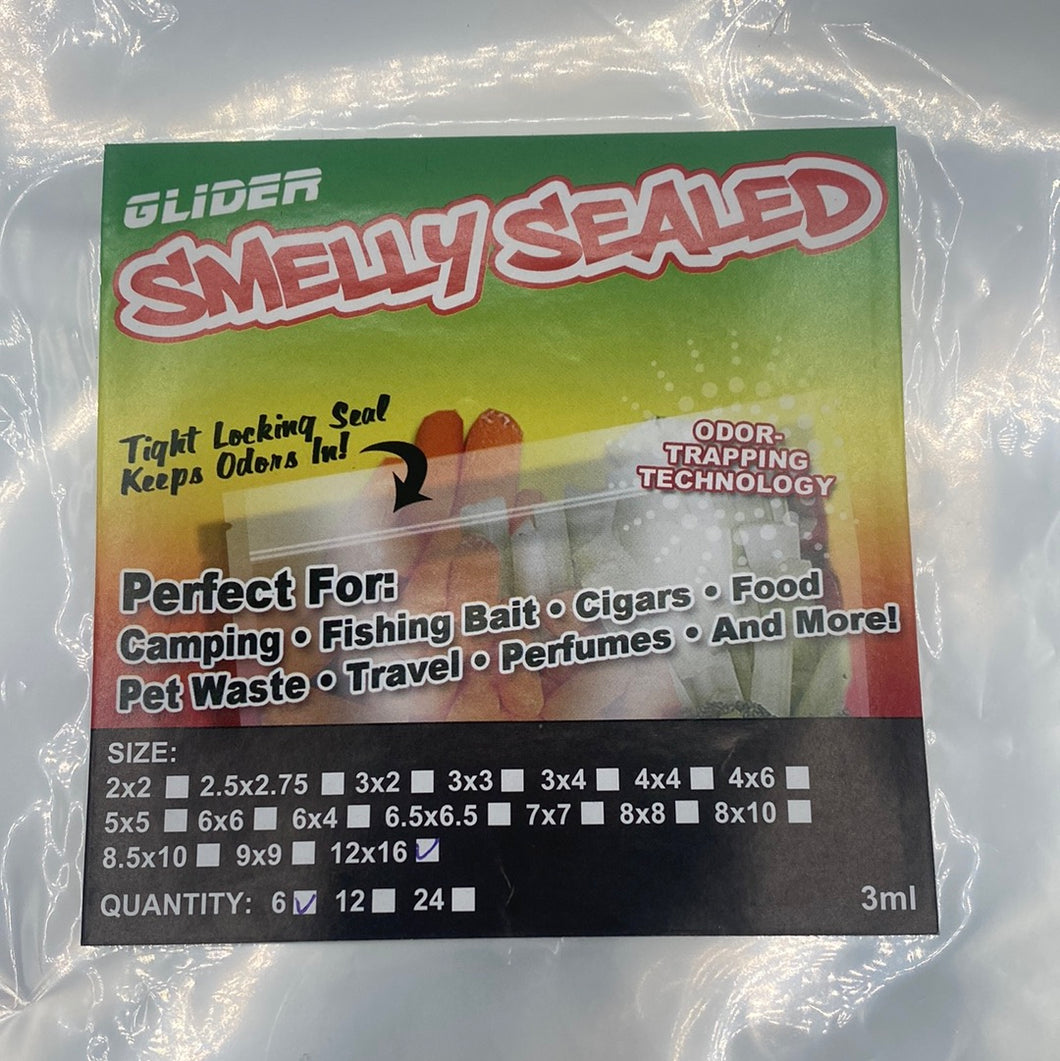 GLIDER
SMELLY SEALED
Tight Locking Seal
Keeps Odors In!
ODOR-
TRAPPING
TECHNOLOGY
Perfect For:
Camping • Fishing Bait • Cigars • Food
Pet Waste • Travel • Perfumes • And More!
SIZE:
2x2 2.5x2.75 3x2 3x3 3x4 4x4 4x6
5x5 6x6 6x4 6.5x6.5 7x7 8x8 8x10
8.5x10 9x9 12x16
QUANTITY: 6 12 24
3ml